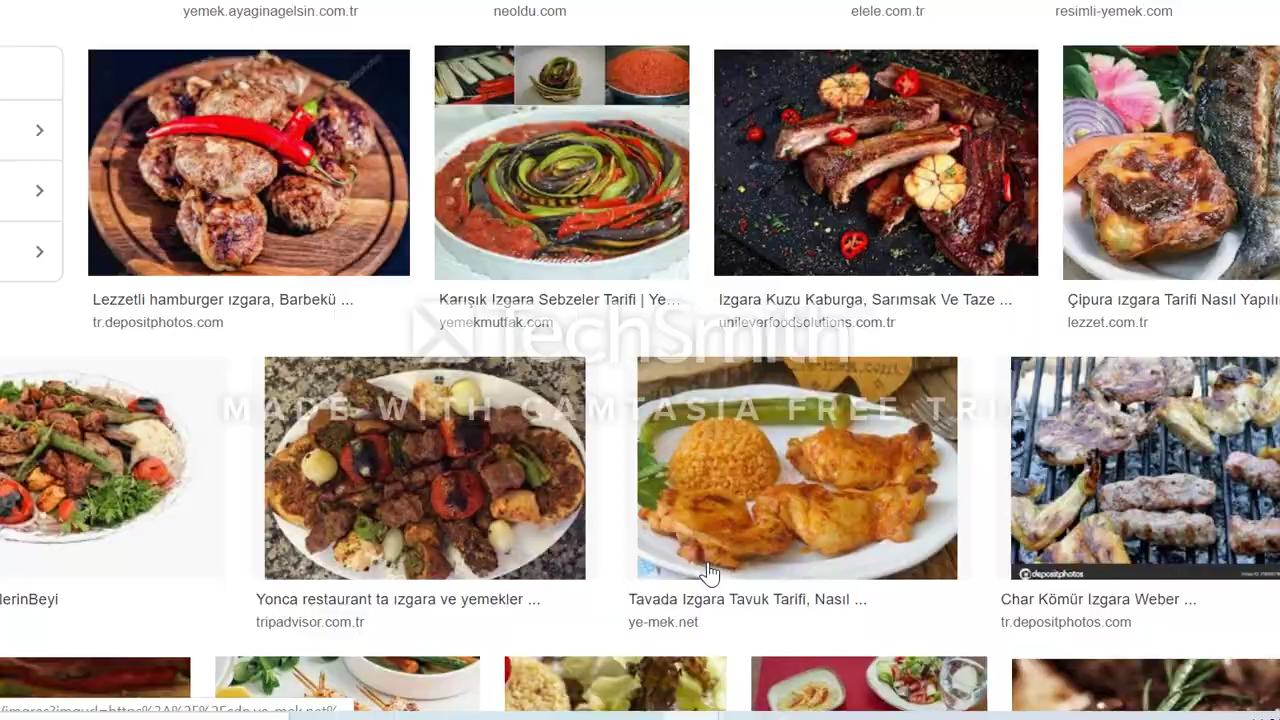 yemek.ayaginagelsin.com.tr
neoldu.com
elele.com.tr
resimli-yemek.com
Lezzetli hamburger ızgara, Barbekü ...
Karışık Izgara Sebzeler Tarifi | Ye...
Izgara Kuzu Kaburga, Sarımsak Ve Taze ...
Çipura ızgara Tarifi Nasıl Yapılı
tr.depositphotos.com
yemekmutfak.com
unileverfoodsolutions.com.tr
lezzet.com.tr
TechSmith
MADE WITH CAMTASIA FREE TRIA
depositphotos
lerinBeyi
Yonca restaurant ta ızgara ve yemekler ...
Tavada Izgara Tavuk Tarifi, Nasıl ...
Char Kömür Izgara Weber ...
tripadvisor.com.tr
ye-mek.net
tr.depositphotos.com